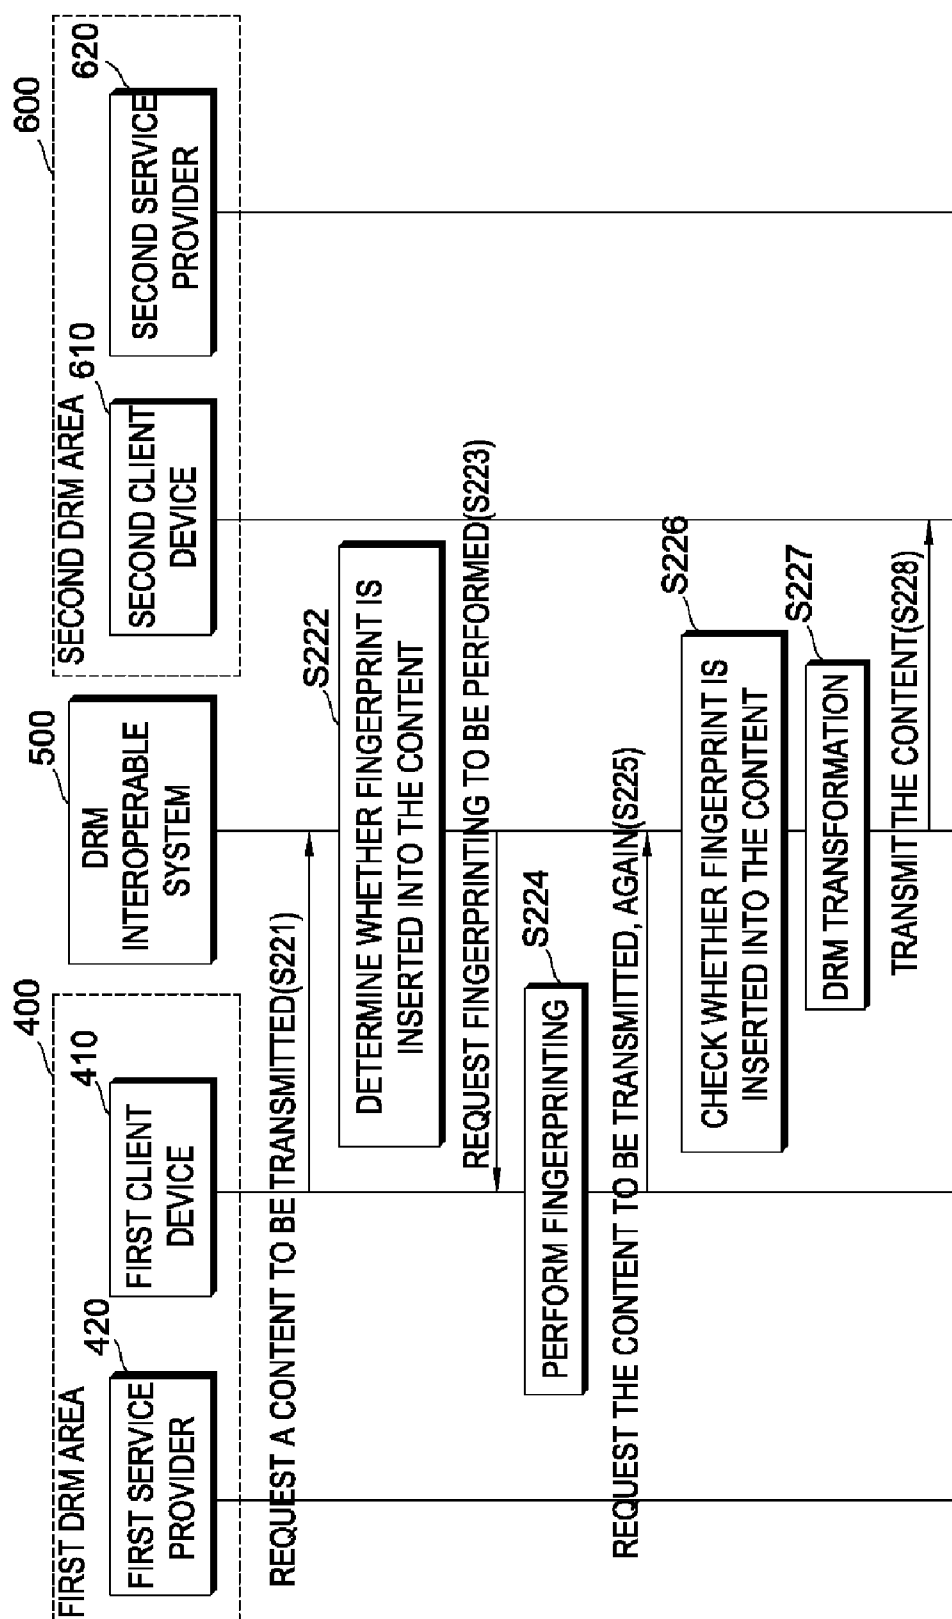 FIRST DRM AREA
400
420
FIRST SERVICE
PROVIDER
410
FIRST CLIENT
DEVICE
500
DRM
INTEROPERABLE
SYSTEM
600
SECOND DRM AREA
610
SECOND CLIENT
DEVICE
620
SECOND SERVICE
PROVIDER
REQUEST A CONTENT TO BE TRANSMITTED(S221)
S222
DETERMINE WHETHER FINGERPRINT IS
INSERTED INTO THE CONTENT
REQUEST FINGERPRINTING TO BE PERFORMED(S223)
S224
PERFORM FINGERPRINTING
REQUEST THE CONTENT TO BE TRANSMITTED, AGAIN(S225)
S226
CHECK WHETHER FINGERPRINT IS
INSERTED INTO THE CONTENT
S227
DRM TRANSFORMATION
TRANSMIT THE CONTENT(S228)